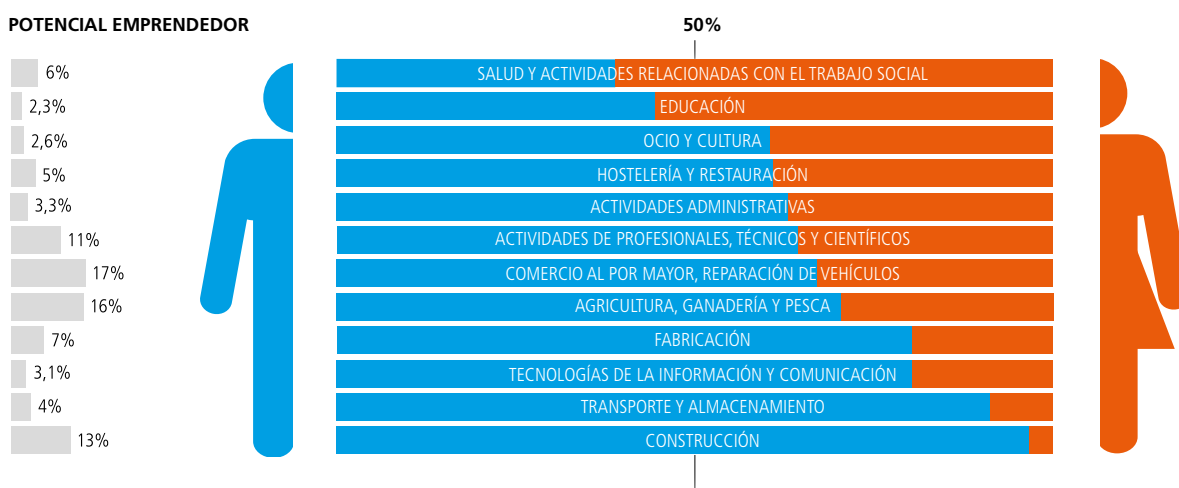 POTENCIAL EMPRENDEDOR
50%
6%
SALUD Y ACTIVIDADES RELACIONADAS CON EL TRABAJO SOCIAL
2,3%
EDUCACIÓN
2,6%
OCIO Y CULTURA
5%
HOSTELERÍA Y RESTAURACIÓN
3,3%
ACTIVIDADES ADMINISTRATIVAS
11%
ACTIVIDADES DE PROFESIONALES, TÉCNICOS Y CIENTÍFICOS
17%
COMERCIO AL POR MAYOR, REPARACIÓN DE VEHÍCULOS
16%
AGRICULTURA, GANADERÍA Y PESCA
7%
FABRICACIÓN
3,1%
TECNOLOGÍAS DE LA INFORMACIÓN Y COMUNICACIÓN
4%
TRANSPORTE Y ALMACENAMIENTO
13%
CONSTRUCCIÓN